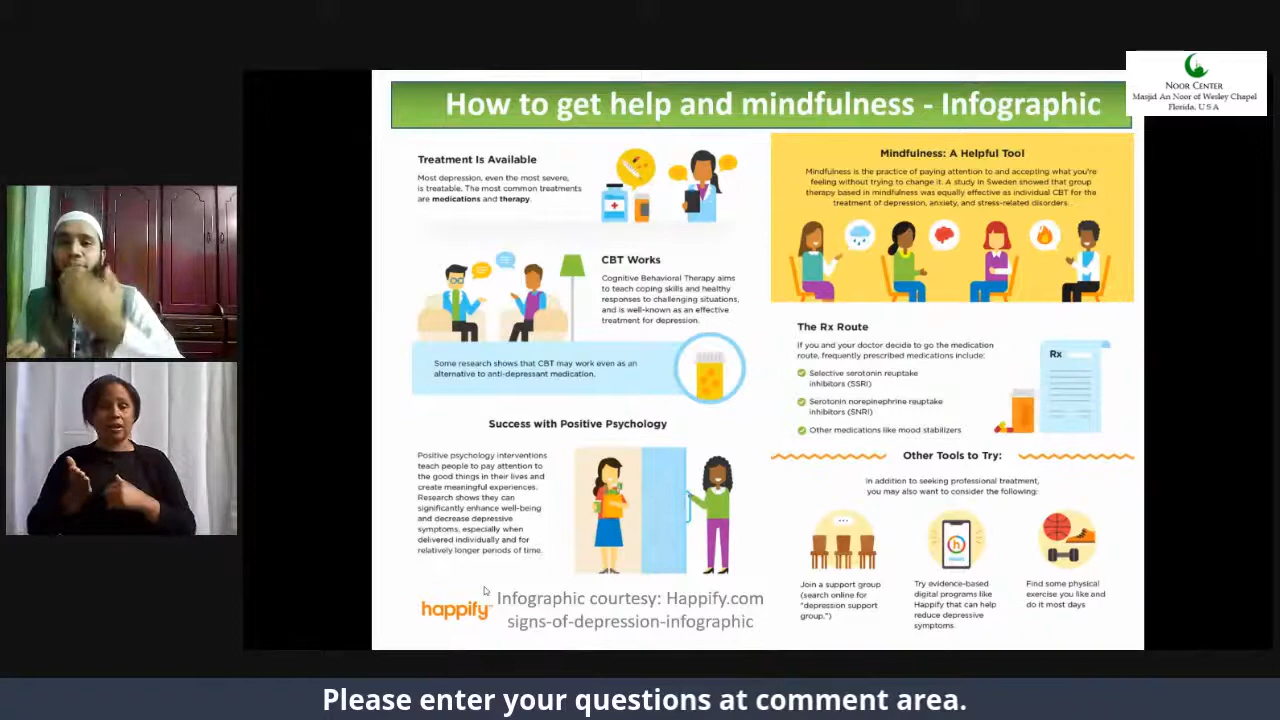 How to get help and mindfulness - Infographic
NOOR CENTER
Masjid An Noor of Wesley Chapel
Florida, U S A
Treatment Is Available
Most depression, even the most severe,
is treatable. The most common treatments
are medications and therapy.
CBT Works
Cognitive Behavioral Therapy aims
to teach coping skills and healthy
responses to challenging situations,
and is well-known as an effective
treatment for depression.
Some research shows that CBT may work even as an
alternative to anti-depressant medication.
Success with Positive Psychology
Positive psychology interventions
teach people to pay attention to
the good things in their lives and
create meaningful experiences.
Research shows they can
significantly enhance well-being
and decrease depressive
symptoms, especially when
delivered individually and for
relatively longer periods of time.
happify
Infographic courtesy: Happify.com
signs-of-depression-infographic
Mindfulness: A Helpful Tool
Mindfulness is the practice of paying attention to and accepting what you're
feeling without trying to change it. A study in Sweden showed that group
therapy based in mindfulness was equally effective as individual CBT for the
treatment of depression, anxiety, and stress-related disorders.
The Rx Route
If you and your doctor decide to go the medication
route, frequently prescribed medications include:
Selective serotonin reuptake
inhibitors (SSRI)
Serotonin norepinephrine reuptake
inhibitors (SNRI)
Other medications like mood stabilizers
Rx
Other Tools to Try:
In addition to seeking professional treatment,
you may also want to consider the following:
h
Join a support group
(search online for
"depression support
group.")
Try evidence-based
digital programs like
Happify that can help
reduce depressive
symptoms.
Find some physical
exercise you like and
do it most days
Please enter your questions at comment area.